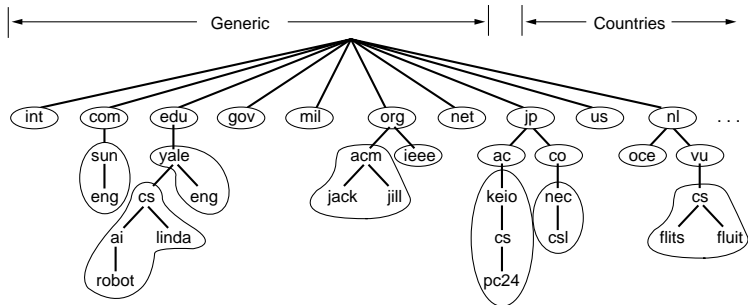 Generic Countries
int com edu gov mil org net jp us nl . . .
sun yale acm ieee ac co oce vu
eng eng jack jill keio nec cs
cs
ai linda cs csl flits fluit
robot pc24